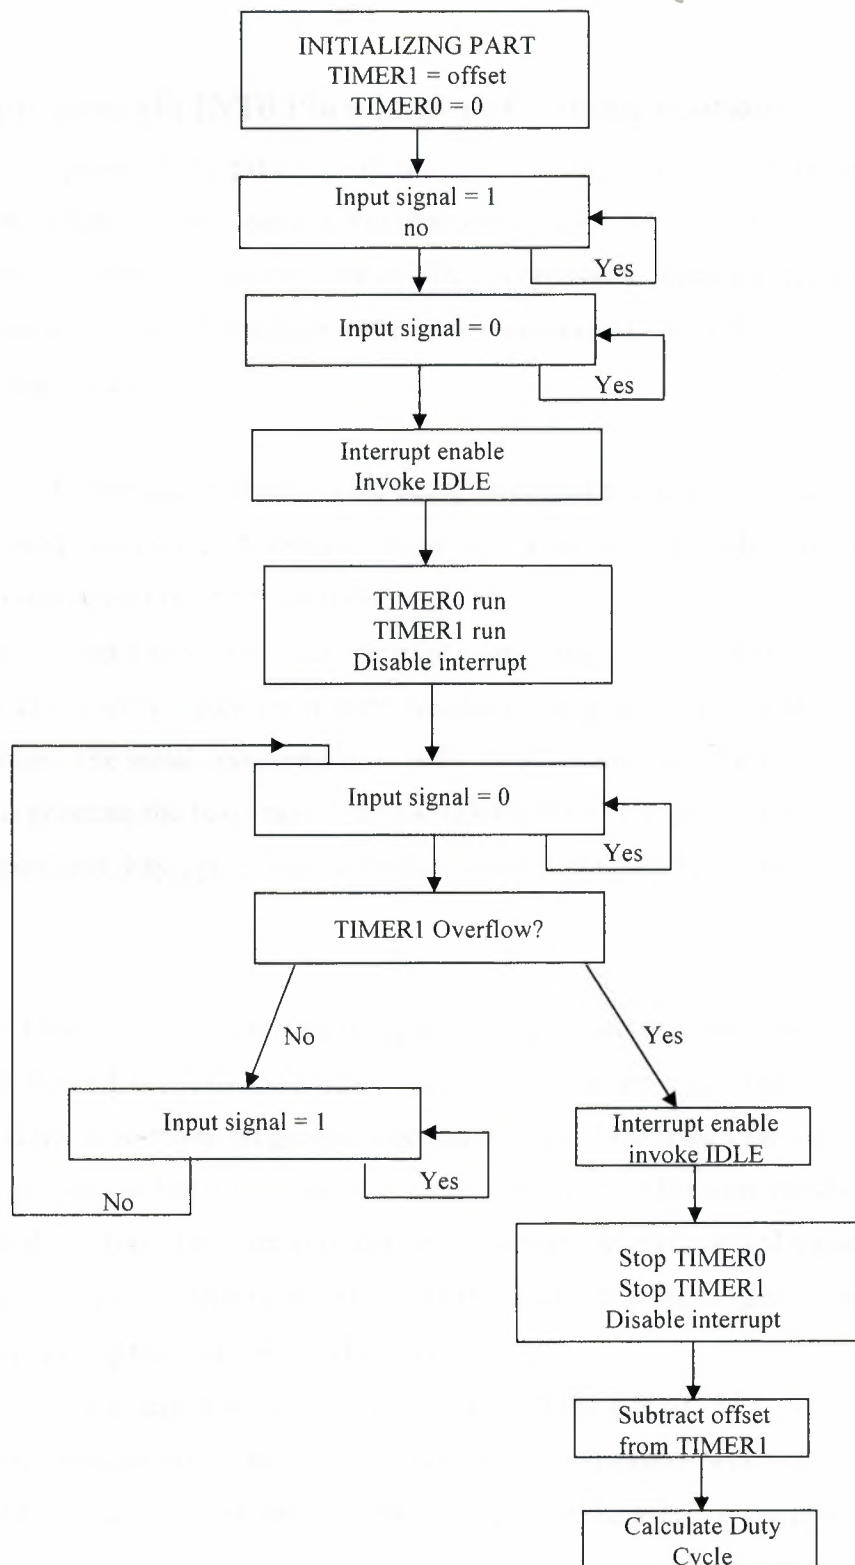 INITIALIZING PART
TIMER1 = offset
TIMER0 = 0
Input signal = 1
no
Yes
Input signal = 0
Yes
Interrupt enable
Invoke IDLE
TIMER0 run
TIMER1 run
Disable interrupt
Input signal = 0
Yes
TIMER1 Overflow?
No
Yes
Input signal = 1
Yes
No
Interrupt enable
invoke IDLE
Stop TIMER0
Stop TIMER1
Disable interrupt
Subtract offset
from TIMER1
Calculate Duty
Cycle